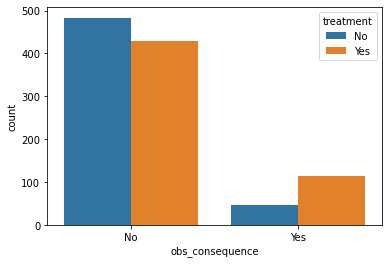 500
400
300
200
100
0
count
treatment
No
Yes
No
Yes
obs_consequence